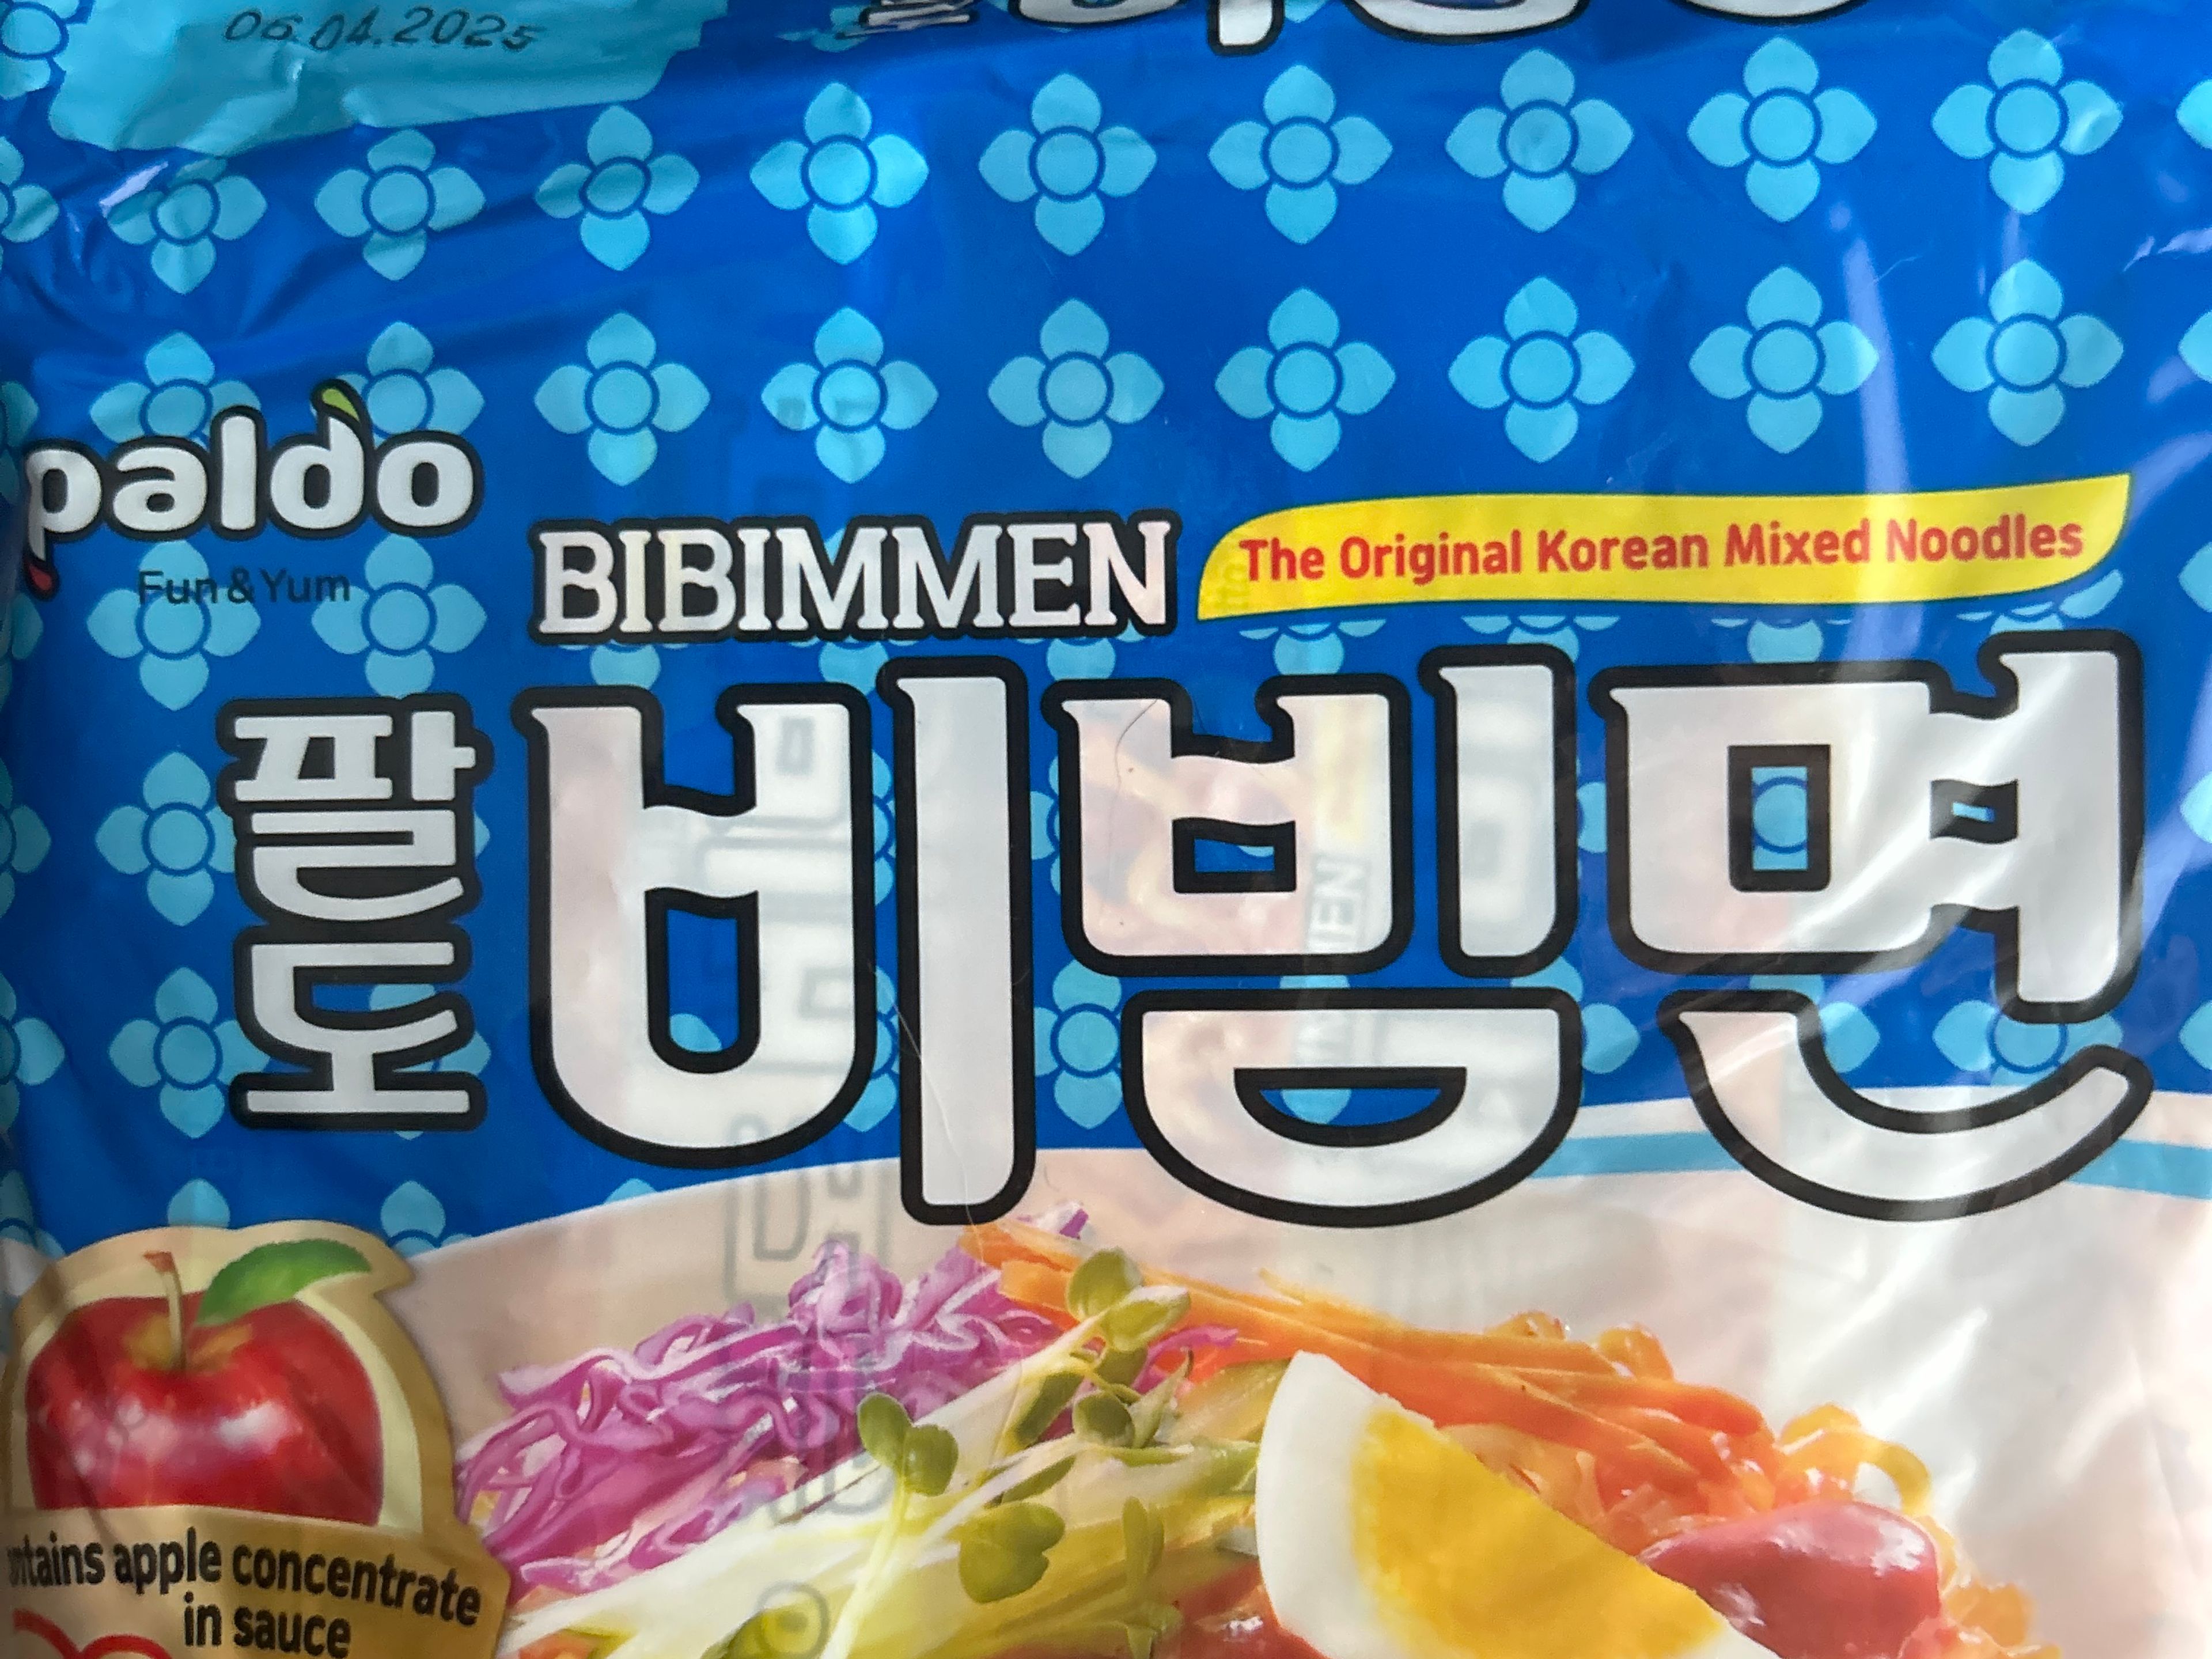 06.04.2025
paldo
Fun & Yum
BIBIMMEN
The Original Korean Mixed Noodles
팔도
비빔면
apple concentrate
in sauce